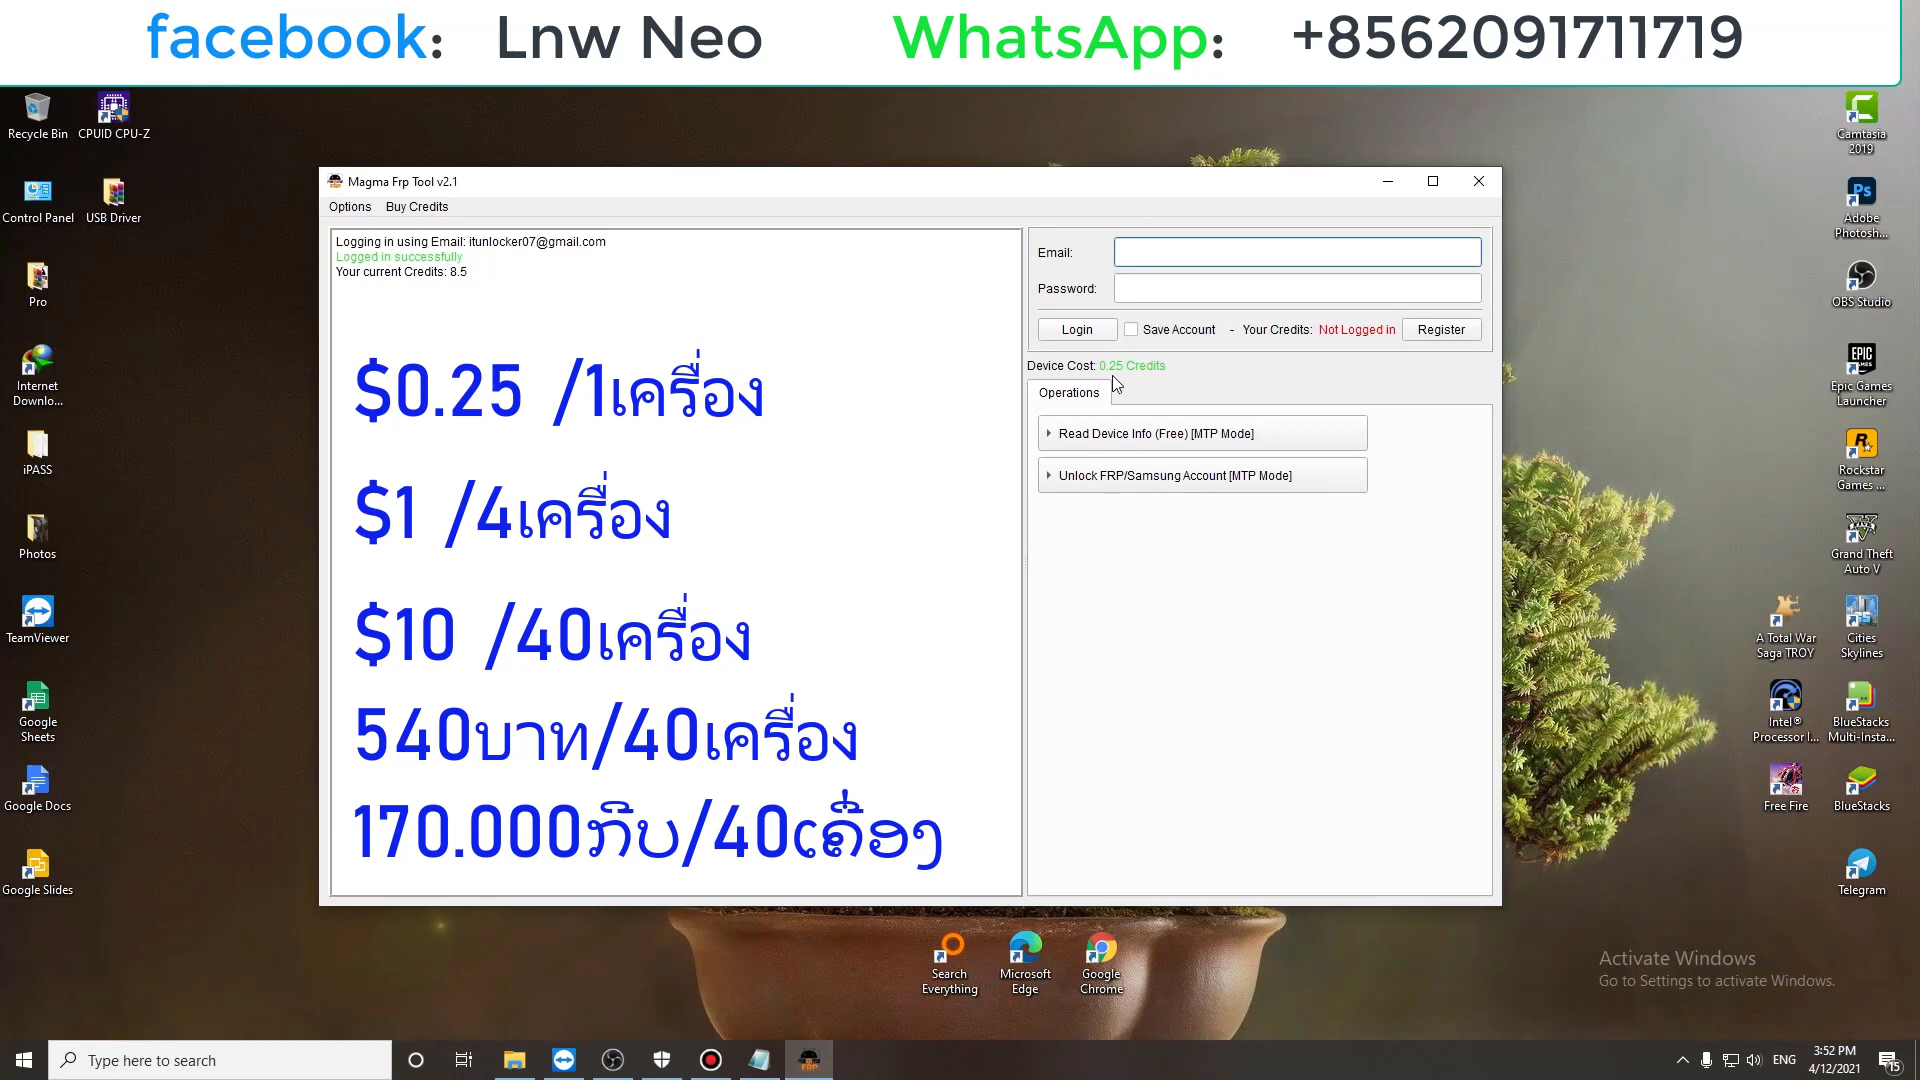 facebook: Lnw Neo WhatsApp: +8562091711719
Recycle Bin
CPUID CPU-Z
Control Panel
USB Driver
Pro
Internet
Downlo...
iPASS
Photos
TeamViewer
Google
Sheets
Google Docs
Google Slides
Magma Frp Tool v2.1
Options Buy Credits
Logging in using Email: itunlocker07@gmail.com
Logged in successfully
Your current Credits: 8.5
$0.25 /1เครื่อง
$1 /4เครื่อง
$10 /40เครื่อง
540บาท/40เครื่อง
170.000ກີບ/40ເຄື່ອງ
Email:
Password:
Login Save Account - Your Credits: Not Logged in Register
Device Cost: 0.25 Credits
Operations
Read Device Info (Free) [MTP Mode]
Unlock FRP/Samsung Account [MTP Mode]
Camtasia
2019
Ps
Adobe
Photosh...
OBS Studio
EPIC
GAMES
Epic Games
Launcher
R
Rockstar
Games ...
Grand Theft
Auto V
A Total War
Saga TROY
Cities
Skylines
Intel®
Processor I...
BlueStacks
Multi-Insta...
Free Fire
BlueStacks
Telegram
Search
Everything
Microsoft
Edge
Google
Chrome
Activate Windows
Go to Settings to activate Windows.
Type here to search
ENG
3:52 PM
4/12/2021
15